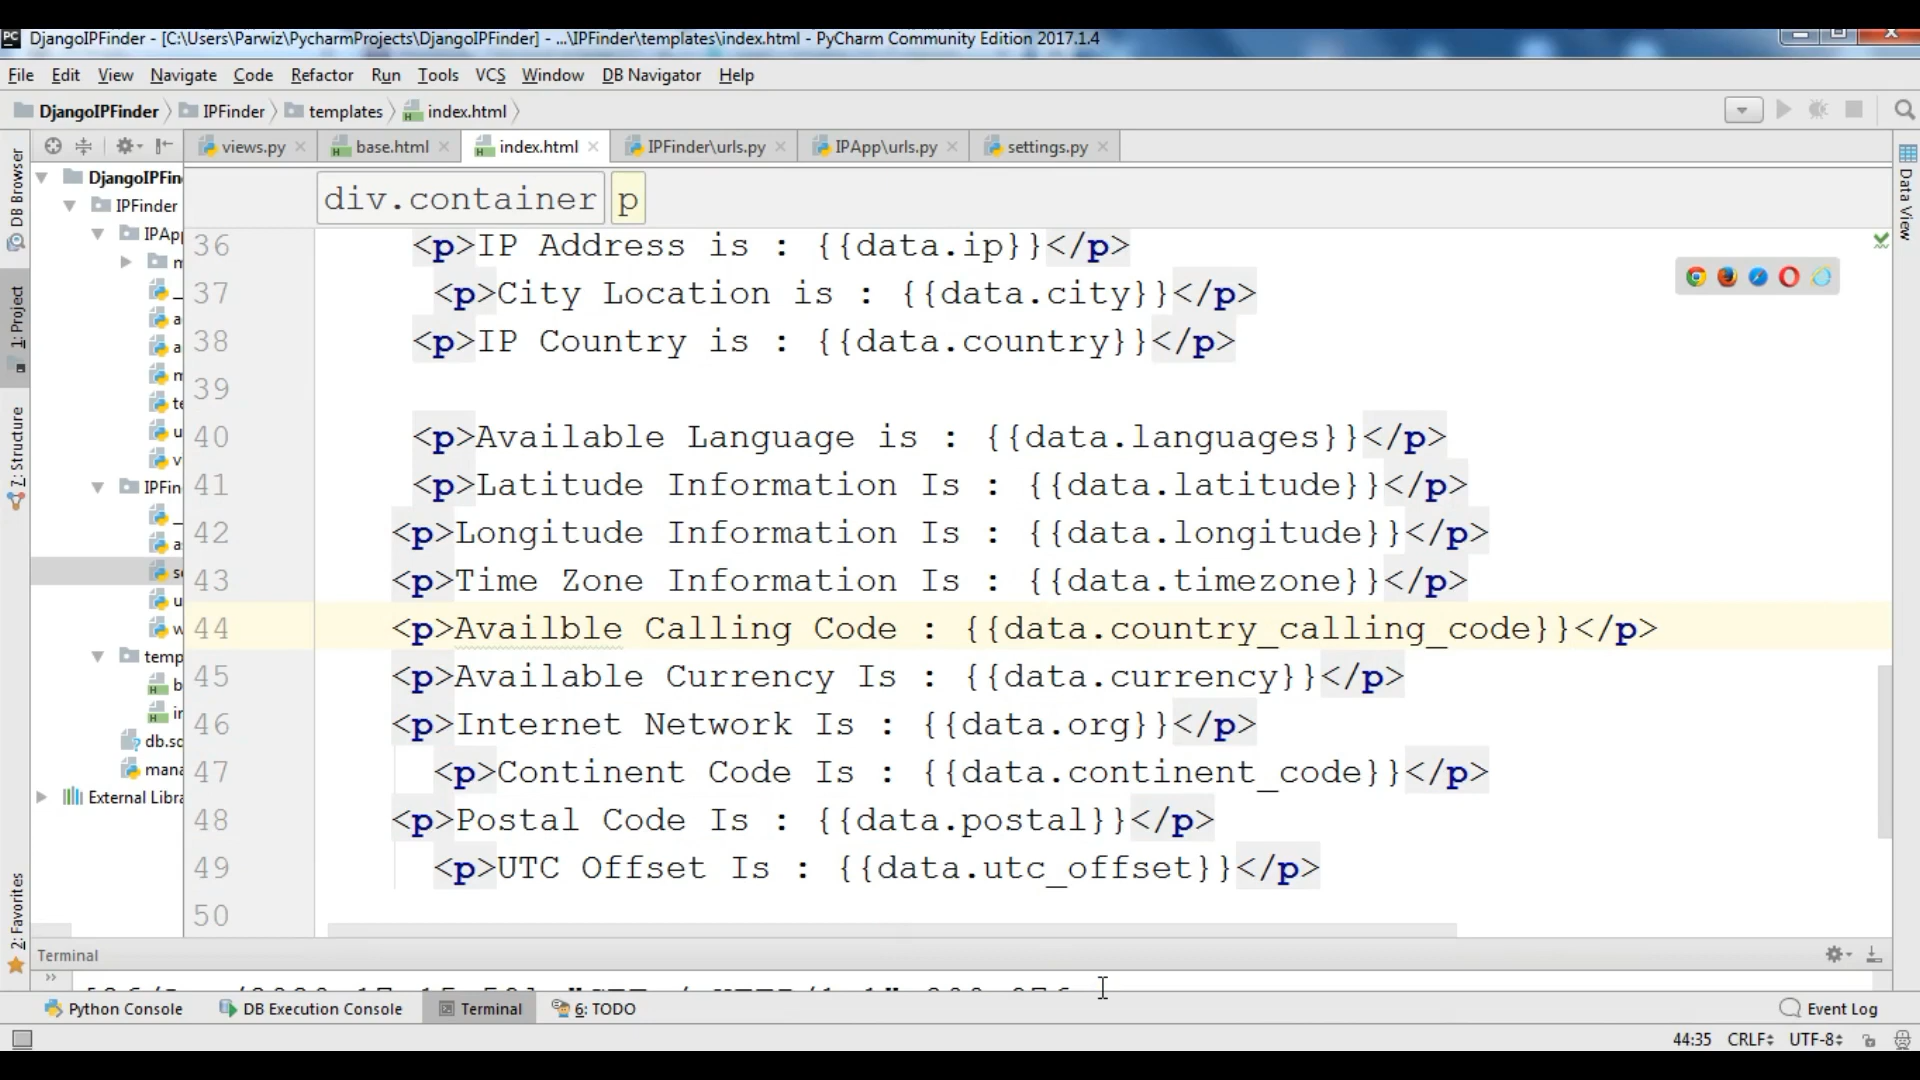 DjangoIPFinder - [C:\Users\Parwiz\PycharmProjects\DjangoIPFinder] - ...\IPFinder\templates\index.html - PyCharm Community Edition 2017.1.4
File Edit View Navigate Code Refactor Run Tools VCS Window DB Navigator Help
DjangoIPFinder IPFinder templates index.html
views.py base.html index.html IPFinder\urls.py IPApp\urls.py settings.py
DB Browser
1: Project
7: Structure
2: Favorites
Data View
DjangoIPFin
IPFinder
IPAp
IPFin
temp
db.sq
mana
External Libra
div.container p
36 <p>IP Address is : {{data.ip}}</p>
37 <p>City Location is : {{data.city}}</p>
38 <p>IP Country is : {{data.country}}</p>
39
40 <p>Available Language is : {{data.languages}}</p>
41 <p>Latitude Information Is : {{data.latitude}}</p>
42 <p>Longitude Information Is : {{data.longitude}}</p>
43 <p>Time Zone Information Is : {{data.timezone}}</p>
44 <p>Availble Calling Code : {{data.country_calling_code}}</p>
45 <p>Available Currency Is : {{data.currency}}</p>
46 <p>Internet Network Is : {{data.org}}</p>
47 <p>Continent Code Is : {{data.continent_code}}</p>
48 <p>Postal Code Is : {{data.postal}}</p>
49 <p>UTC Offset Is : {{data.utc_offset}}</p>
50
Terminal
Python Console DB Execution Console Terminal 6: TODO Event Log
44:35 CRLF UTF-8